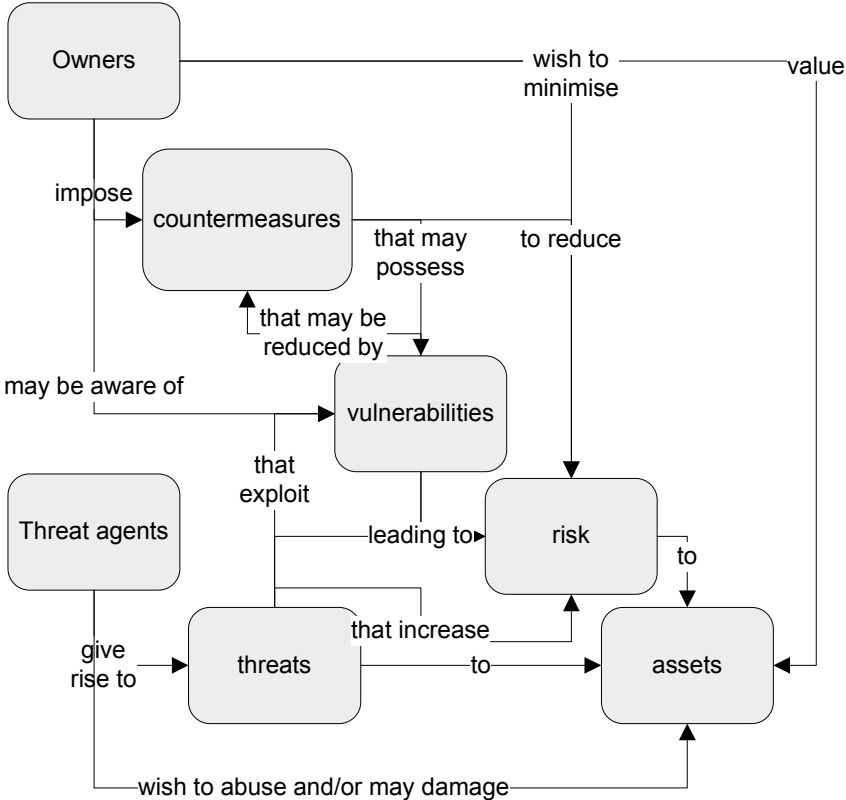 Owners
wish to
minimise
value
impose
countermeasures
that may
possess
to reduce
that may be
reduced by
may be aware of
vulnerabilities
that
exploit
Threat agents
leading to
risk
to
that increase
give
rise to
threats
to
assets
wish to abuse and/or may damage